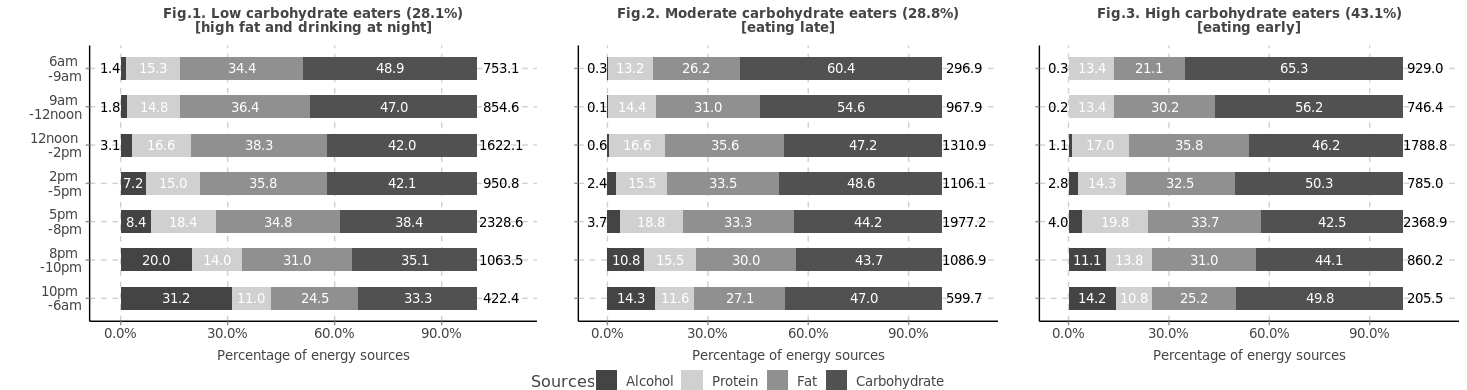 Fig.1. Low carbohydrate eaters (28.1%)
[high fat and drinking at night]
6am
-9am
1.4 15.3 34.4 48.9 753.1
9am
-12noon
1.8 14.8 36.4 47.0 854.6
12noon
-2pm
3.1 16.6 38.3 42.0 1622.1
2pm
-5pm
7.2 15.0 35.8 42.1 950.8
5pm
-8pm
8.4 18.4 34.8 38.4 2328.6
8pm
-10pm
20.0 14.0 31.0 35.1 1063.5
10pm
-6am
31.2 11.0 24.5 33.3 422.4
0.0% 30.0% 60.0% 90.0%
Percentage of energy sources
Fig.2. Moderate carbohydrate eaters (28.8%)
[eating late]
0.3 13.2 26.2 60.4 296.9
0.1 14.4 31.0 54.6 967.9
0.6 16.6 35.6 47.2 1310.9
2.4 15.5 33.5 48.6 1106.1
3.7 18.8 33.3 44.2 1977.2
10.8 15.5 30.0 43.7 1086.9
14.3 11.6 27.1 47.0 599.7
0.0% 30.0% 60.0% 90.0%
Percentage of energy sources
Fig.3. High carbohydrate eaters (43.1%)
[eating early]
0.3 13.4 21.1 65.3 929.0
0.2 13.4 30.2 56.2 746.4
1.1 17.0 35.8 46.2 1788.8
2.8 14.3 32.5 50.3 785.0
4.0 19.8 33.7 42.5 2368.9
11.1 13.8 31.0 44.1 860.2
14.2 10.8 25.2 49.8 205.5
0.0% 30.0% 60.0% 90.0%
Percentage of energy sources
Sources Alcohol Protein Fat Carbohydrate